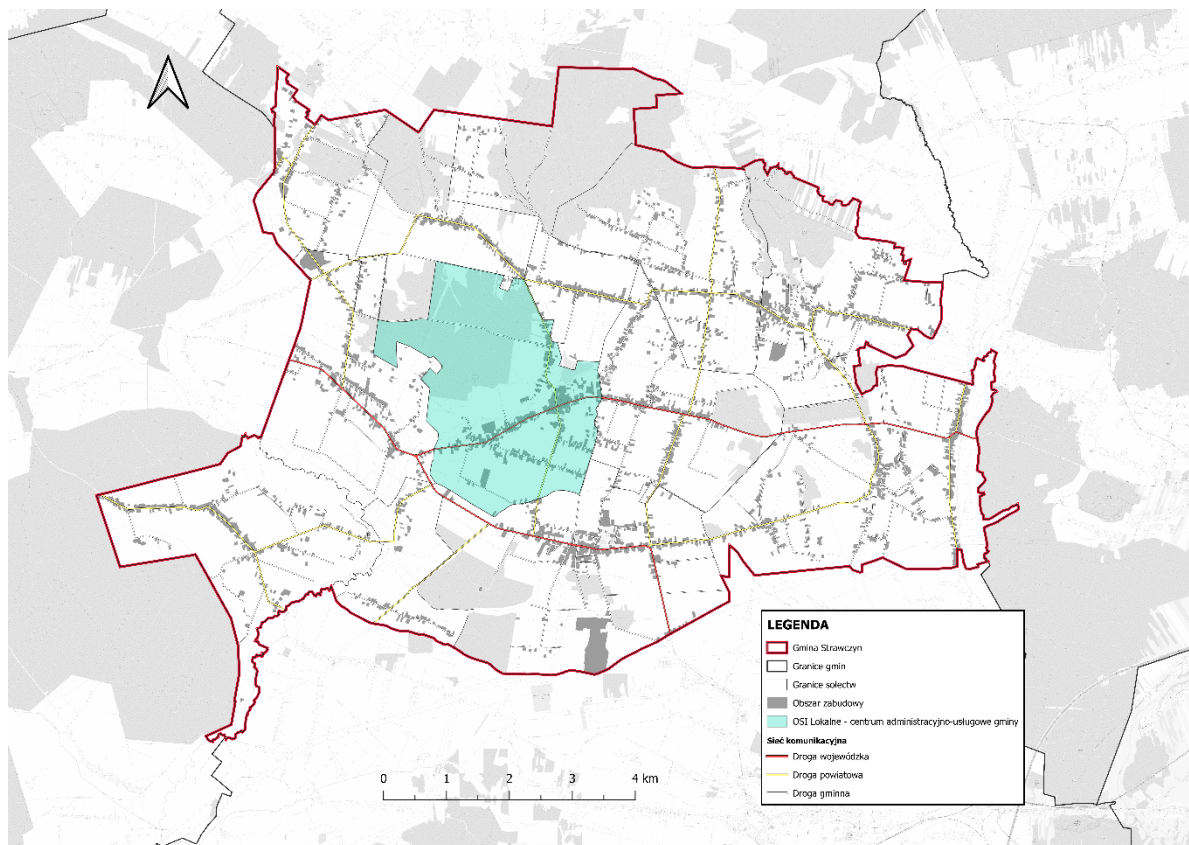 0 1 2 3 4 km
LEGENDA
Gmina Strawczyn
Granice gmin
Granice sołectw
Obszar zabudowy
OSI Lokalne - centrum administracyjno-usługowe gminy
Sieć komunikacyjna
Droga wojewódzka
Droga powiatowa
Droga gminna